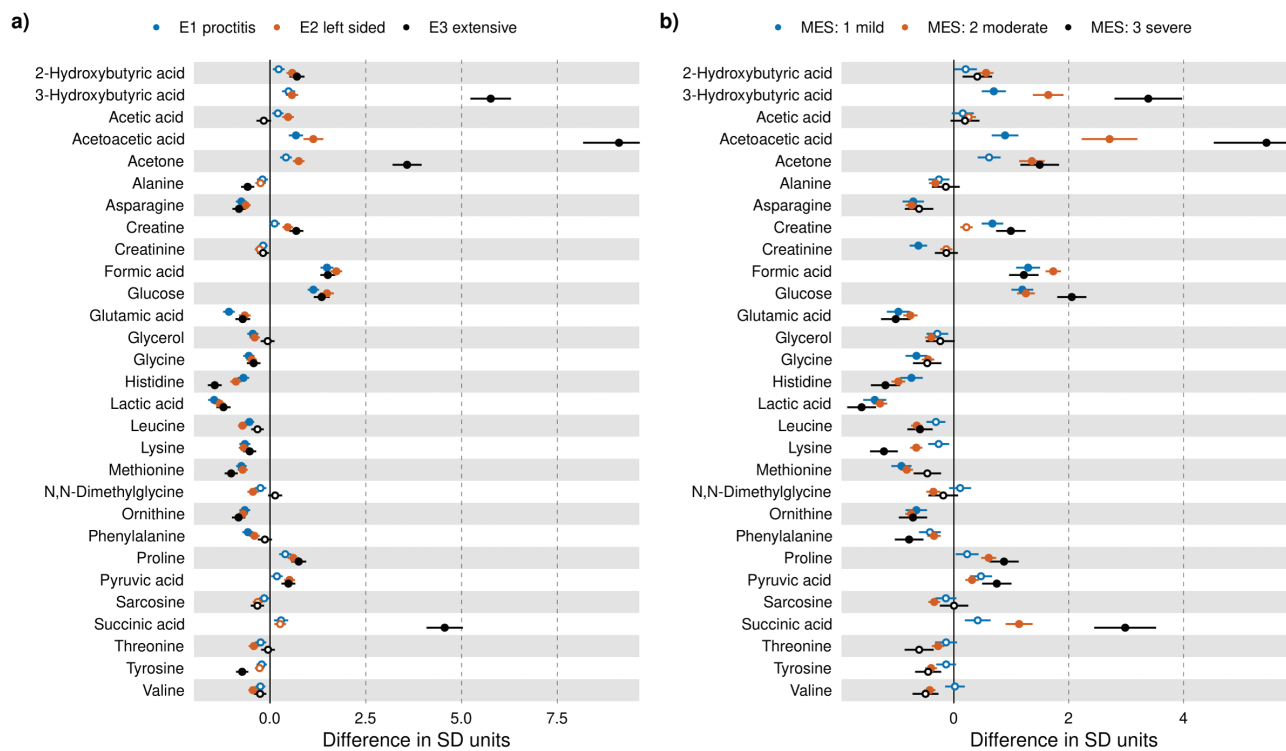 a)
E1 proctitis E2 left sided E3 extensive
2-Hydroxybutyric acid
3-Hydroxybutyric acid
Acetic acid
Acetoacetic acid
Acetone
Alanine
Asparagine
Creatine
Creatinine
Formic acid
Glucose
Glutamic acid
Glycerol
Glycine
Histidine
Lactic acid
Leucine
Lysine
Methionine
N,N-Dimethylglycine
Ornithine
Phenylalanine
Proline
Pyruvic acid
Sarcosine
Succinic acid
Threonine
Tyrosine
Valine
0.0 2.5 5.0 7.5
Difference in SD units
b)
MES: 1 mild MES: 2 moderate MES: 3 severe
2-Hydroxybutyric acid
3-Hydroxybutyric acid
Acetic acid
Acetoacetic acid
Acetone
Alanine
Asparagine
Creatine
Creatinine
Formic acid
Glucose
Glutamic acid
Glycerol
Glycine
Histidine
Lactic acid
Leucine
Lysine
Methionine
N,N-Dimethylglycine
Ornithine
Phenylalanine
Proline
Pyruvic acid
Sarcosine
Succinic acid
Threonine
Tyrosine
Valine
0 2 4
Difference in SD units